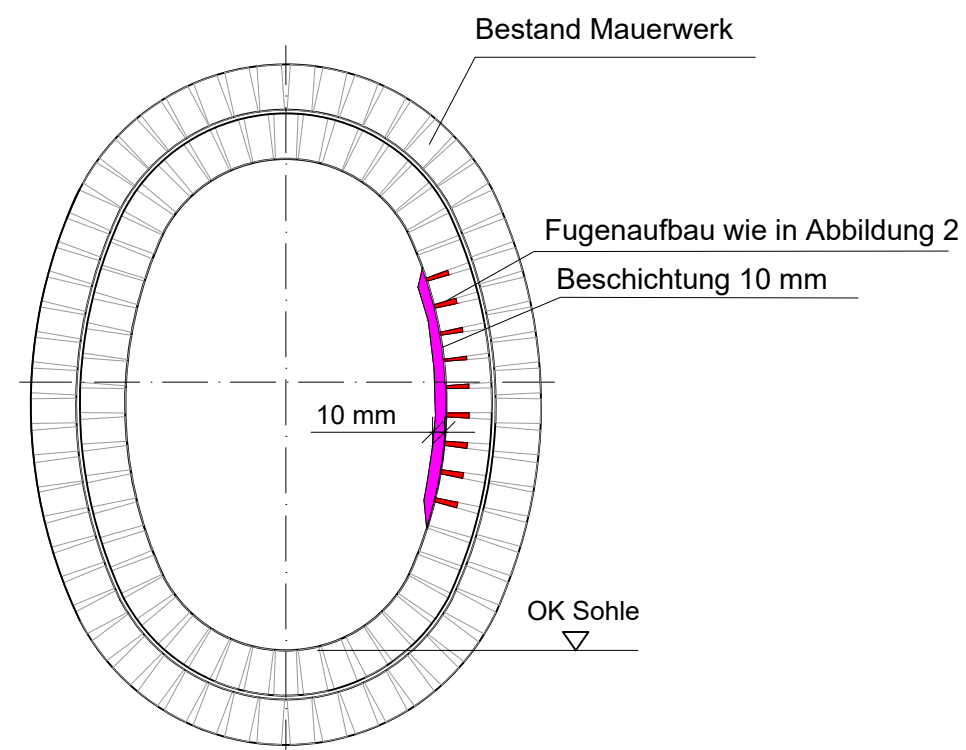 Bestand Mauerwerk
Fugenaufbau wie in Abbildung 2
Beschichtung 10 mm
10 mm
OK Sohle